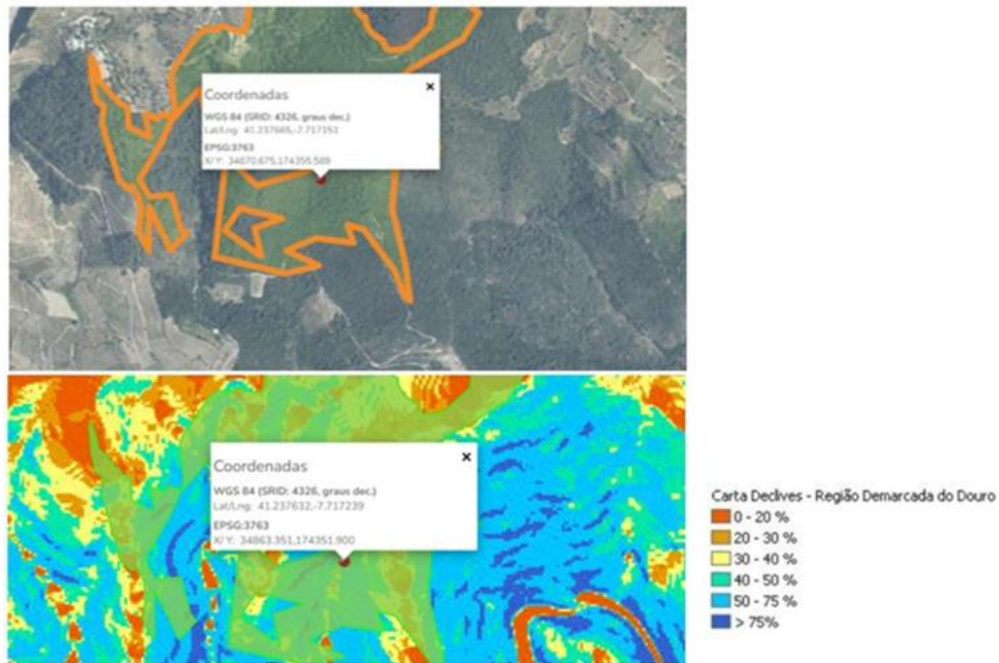 Coordenadas
WGS 84 (SRID: 4326, graus dec.)
Lat/Lng: 41.237665,-7.717151
EPSG:3763
X/ Y: 34870.675,174355.589
Coordenadas
WGS 84 (SRID: 4326, graus dec.)
Lat/Lng: 41.237632,-7.717239
EPSG:3763
X/ Y: 34863.351,174351.900
Carta Declives - Região Demarcada do Douro
0 - 20 %
20 - 30 %
30 - 40 %
40 - 50 %
50 - 75 %
> 75%